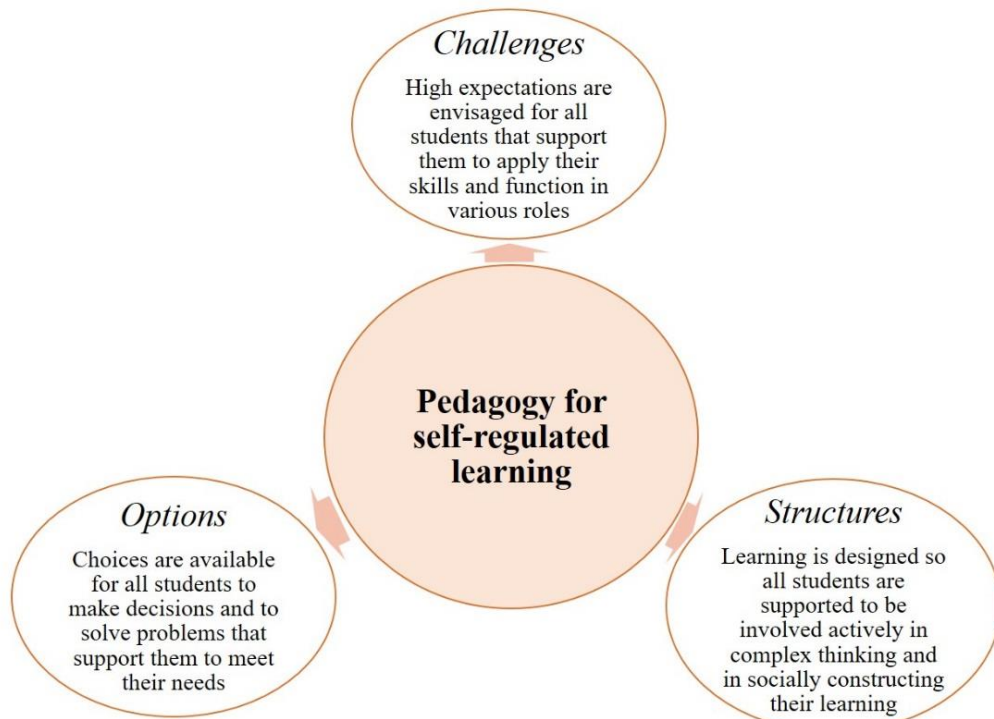 Challenges
High expectations are
envisaged for all
students that support
them to apply their
skills and function in
various roles
Pedagogy for
self-regulated
learning
Options
Choices are available
for all students to
make decisions and to
solve problems that
support them to meet
their needs
Structures
Learning is designed so
all students are
supported to be
involved actively in
complex thinking and
in socially constructing
their learning